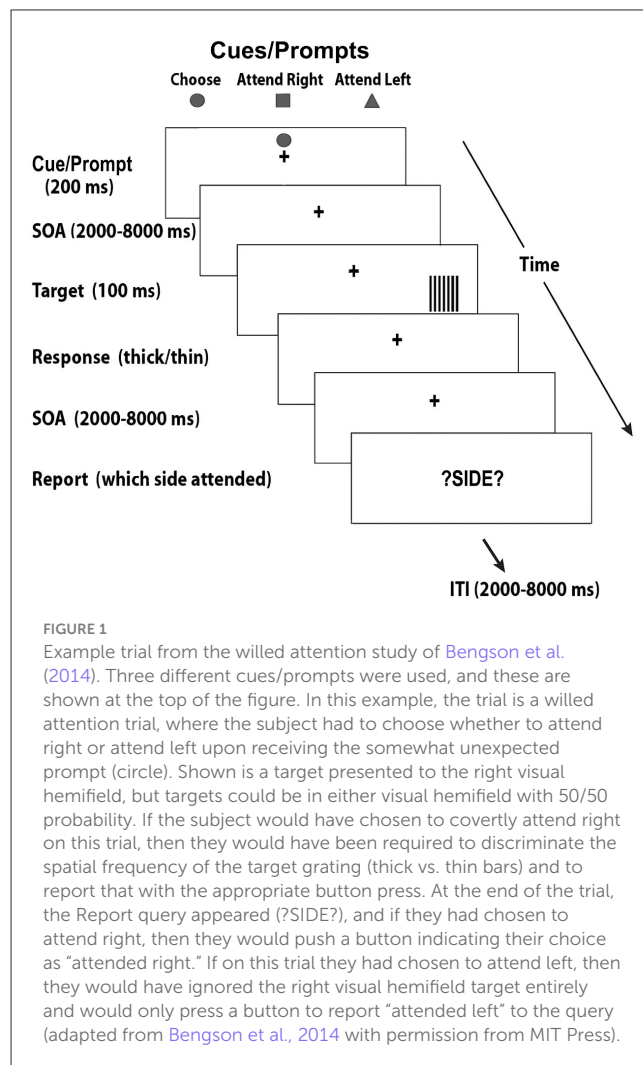 Cues/Prompts
Choose Attend Right Attend Left
+
Cue/Prompt
(200 ms)
+
SOA (2000-8000 ms)
+
Time
Target (100 ms)
+
Response (thick/thin)
+
SOA (2000-8000 ms)
Report (which side attended)
?SIDE?
ITI (2000-8000 ms)
FIGURE 1
Example trial from the willed attention study of Bengson et al.
(2014). Three different cues/prompts were used, and these are
shown at the top of the figure. In this example, the trial is a willed
attention trial, where the subject had to choose whether to attend
right or attend left upon receiving the somewhat unexpected
prompt (circle). Shown is a target presented to the right visual
hemifield, but targets could be in either visual hemifield with 50/50
probability. If the subject would have chosen to covertly attend right
on this trial, then they would have been required to discriminate the
spatial frequency of the target grating (thick vs. thin bars) and to
report that with the appropriate button press. At the end of the trial,
the Report query appeared (?SIDE?), and if they had chosen to
attend right, then they would push a button indicating their choice
as “attended right.” If on this trial they had chosen to attend left, then
they would have ignored the right visual hemifield target entirely
and would only press a button to report “attended left” to the query
(adapted from Bengson et al., 2014 with permission from MIT Press).